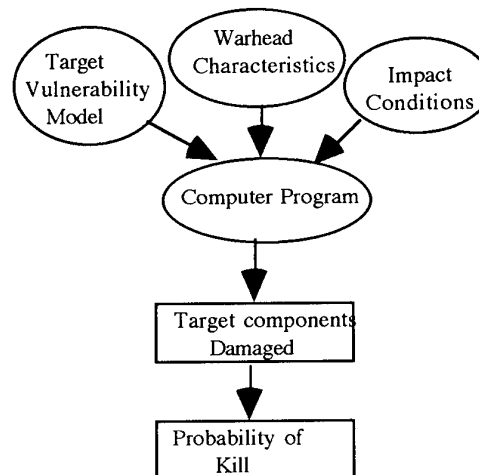 Target
Vulnerability
Model
Warhead
Characteristics
Impact
Conditions
Computer Program
Target components
Damaged
Probability of
Kill